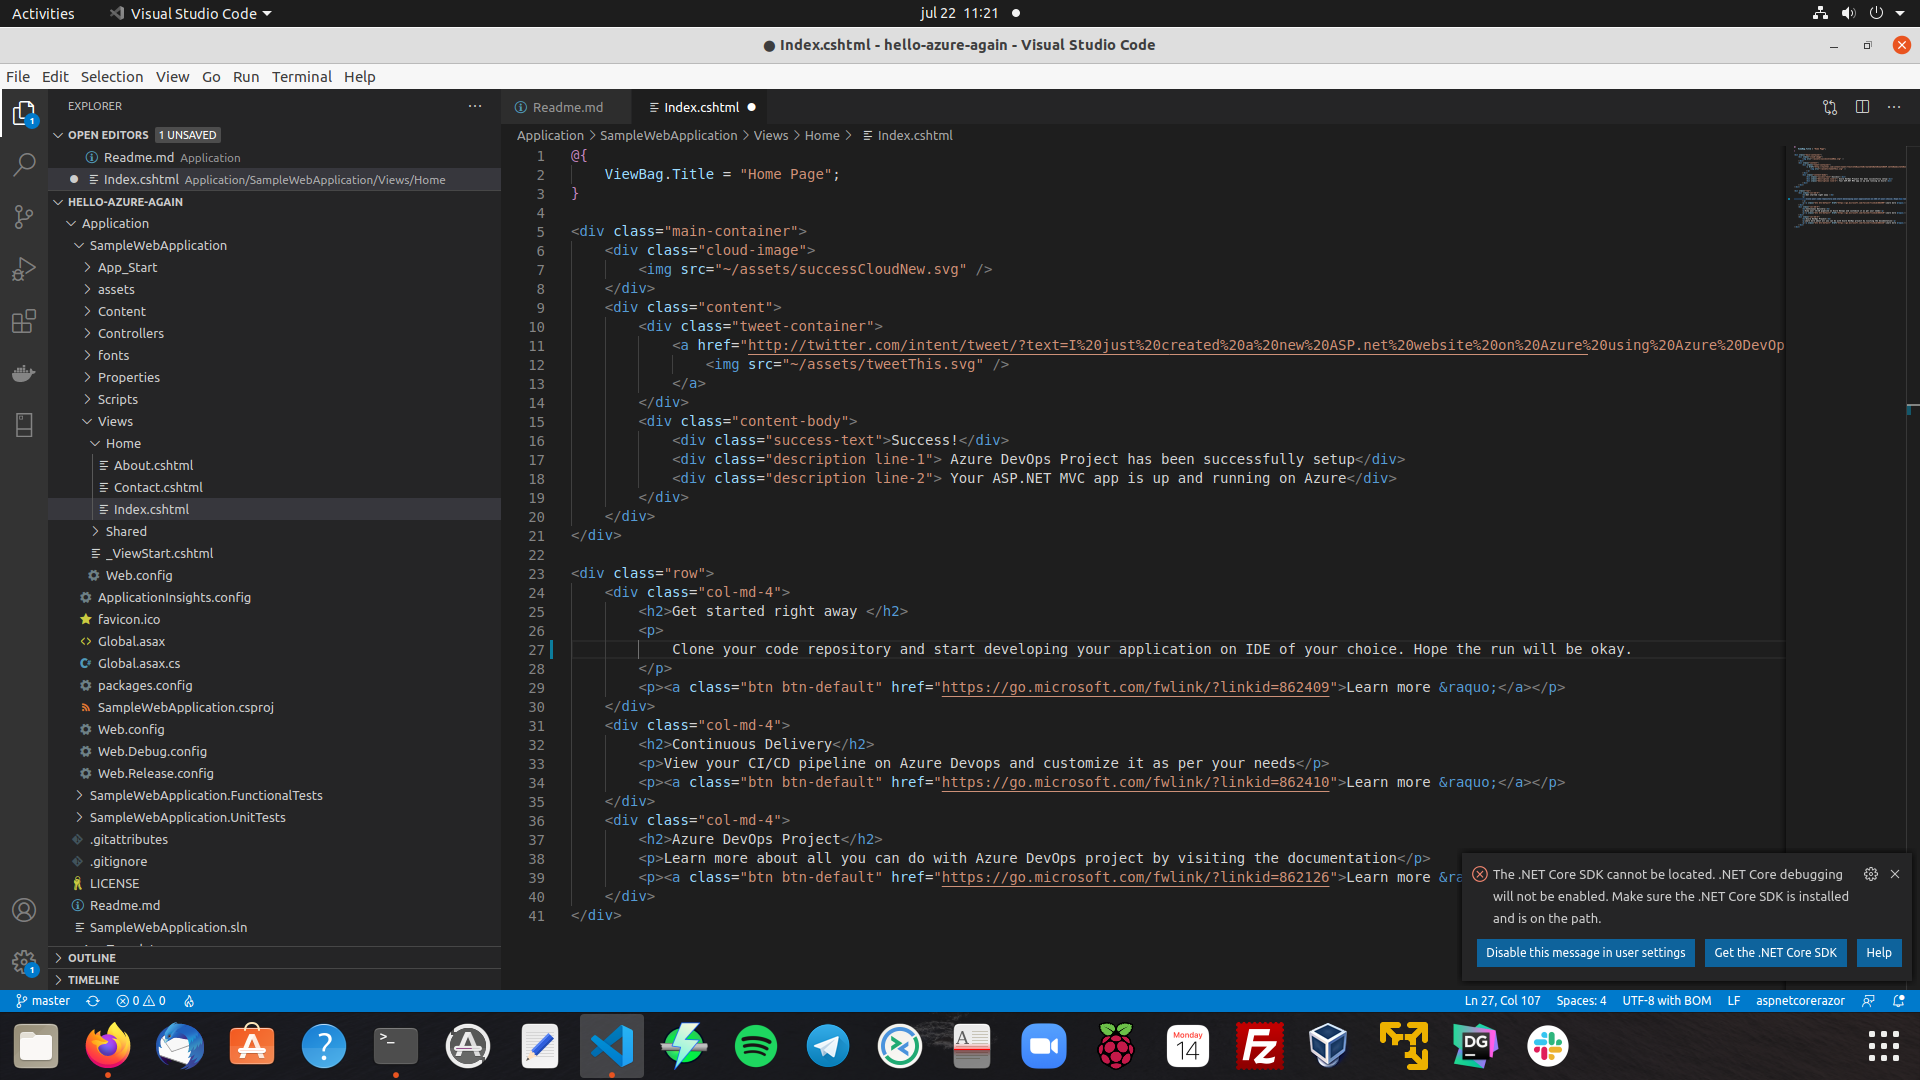 Activities
Visual Studio Code
jul 22 11:21
Index.cshtml - hello-azure-again - Visual Studio Code
File Edit Selection View Go Run Terminal Help
EXPLORER
OPEN EDITORS 1 UNSAVED
Readme.md Application
Index.cshtml Application/SampleWebApplication/Views/Home
HELLO-AZURE-AGAIN
Application
SampleWebApplication
App_Start
assets
Content
Controllers
fonts
Properties
Scripts
Views
Home
About.cshtml
Contact.cshtml
Index.cshtml
Shared
_ViewStart.cshtml
Web.config
ApplicationInsights.config
favicon.ico
Global.asax
Global.asax.cs
packages.config
SampleWebApplication.csproj
Web.config
Web.Debug.config
Web.Release.config
SampleWebApplication.FunctionalTests
SampleWebApplication.UnitTests
.gitattributes
.gitignore
LICENSE
Readme.md
SampleWebApplication.sln
OUTLINE
TIMELINE
1
1
Readme.md
Index.cshtml
Application > SampleWebApplication > Views > Home > Index.cshtml
1 @{
2 ViewBag.Title = "Home Page";
3 }
4
5 <div class="main-container">
6 <div class="cloud-image">
7 <img src="~/assets/successCloudNew.svg" />
8 </div>
9 <div class="content">
10 <div class="tweet-container">
11 <a href="http://twitter.com/intent/tweet/?text=I%20just%20created%20a%20new%20ASP.net%20website%20on%20Azure%20using%20Azure%20DevOp
12 <img src="~/assets/tweetThis.svg" />
13 </a>
14 </div>
15 <div class="content-body">
16 <div class="success-text">Success!</div>
17 <div class="description line-1"> Azure DevOps Project has been successfully setup</div>
18 <div class="description line-2"> Your ASP.NET MVC app is up and running on Azure</div>
19 </div>
20 </div>
21 </div>
22
23 <div class="row">
24 <div class="col-md-4">
25 <h2>Get started right away </h2>
26 <p>
27 Clone your code repository and start developing your application on IDE of your choice. Hope the run will be okay.
28 </p>
29 <p><a class="btn btn-default" href="https://go.microsoft.com/fwlink/?linkid=862409">Learn more &raquo;</a></p>
30 </div>
31 <div class="col-md-4">
32 <h2>Continuous Delivery</h2>
33 <p>View your CI/CD pipeline on Azure Devops and customize it as per your needs</p>
34 <p><a class="btn btn-default" href="https://go.microsoft.com/fwlink/?linkid=862410">Learn more &raquo;</a></p>
35 </div>
36 <div class="col-md-4">
37 <h2>Azure DevOps Project</h2>
38 <p>Learn more about all you can do with Azure DevOps project by visiting the documentation</p>
39 <p><a class="btn btn-default" href="https://go.microsoft.com/fwlink/?linkid=862126">Learn more &ra
40 </div>
41 </div>
The .NET Core SDK cannot be located. .NET Core debugging
will not be enabled. Make sure the .NET Core SDK is installed
and is on the path.
Disable this message in user settings
Get the .NET Core SDK
Help
master
0 0
Ln 27, Col 107
Spaces: 4
UTF-8 with BOM
LF
aspnetcorerazor
Monday
14
DG